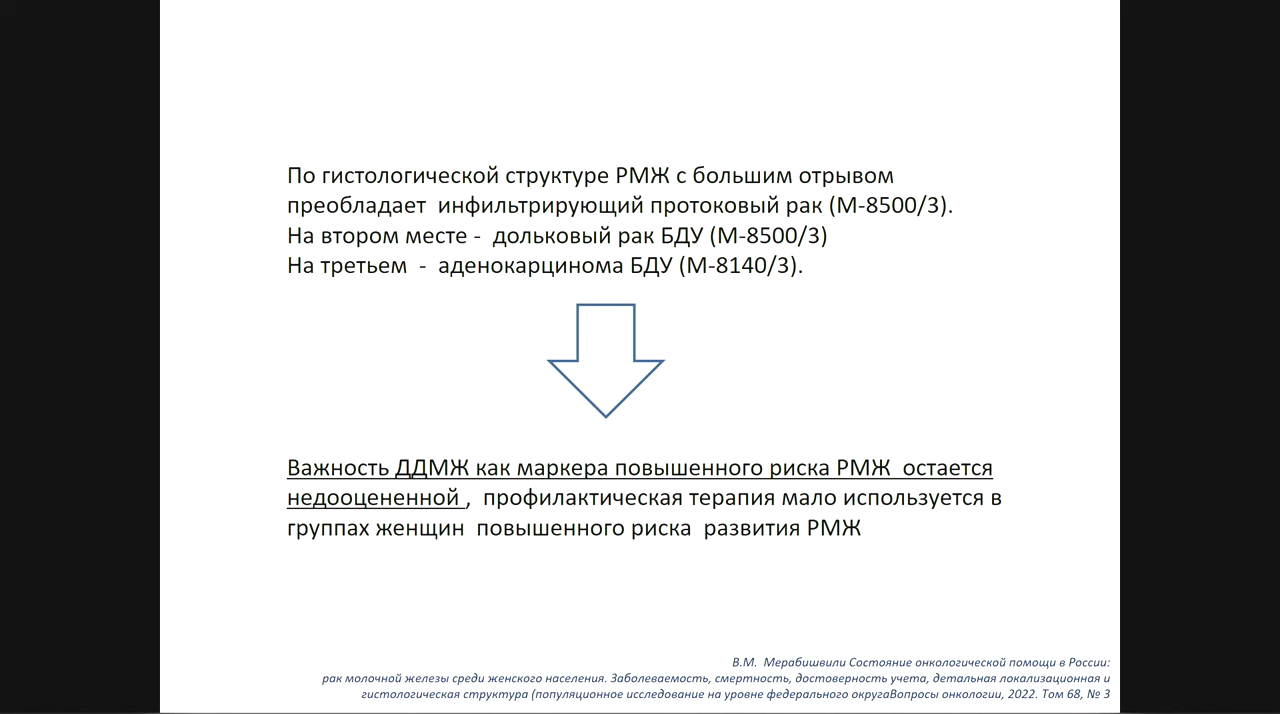 По гистологической структуре РМЖ с большим отрывом
преобладает инфильтрирующий протоковый рак (М-8500/3).
На втором месте - дольковый рак БДУ (М-8500/3)
На третьем - аденокарцинома БДУ (М-8140/3).
Важность ДДМЖ как маркера повышенного риска РМЖ остается
недооцененной , профилактическая терапия мало используется в
группах женщин повышенного риска развития РМЖ
В.М. Мерабишвили Состояние онкологической помощи в России:
рак молочной железы среди женского населения. Заболеваемость, смертность, достоверность учета, детальная локализационная и
гистологическая структура (популяционное исследование на уровне федерального округаВопросы онкологии, 2022. Том 68, № 3